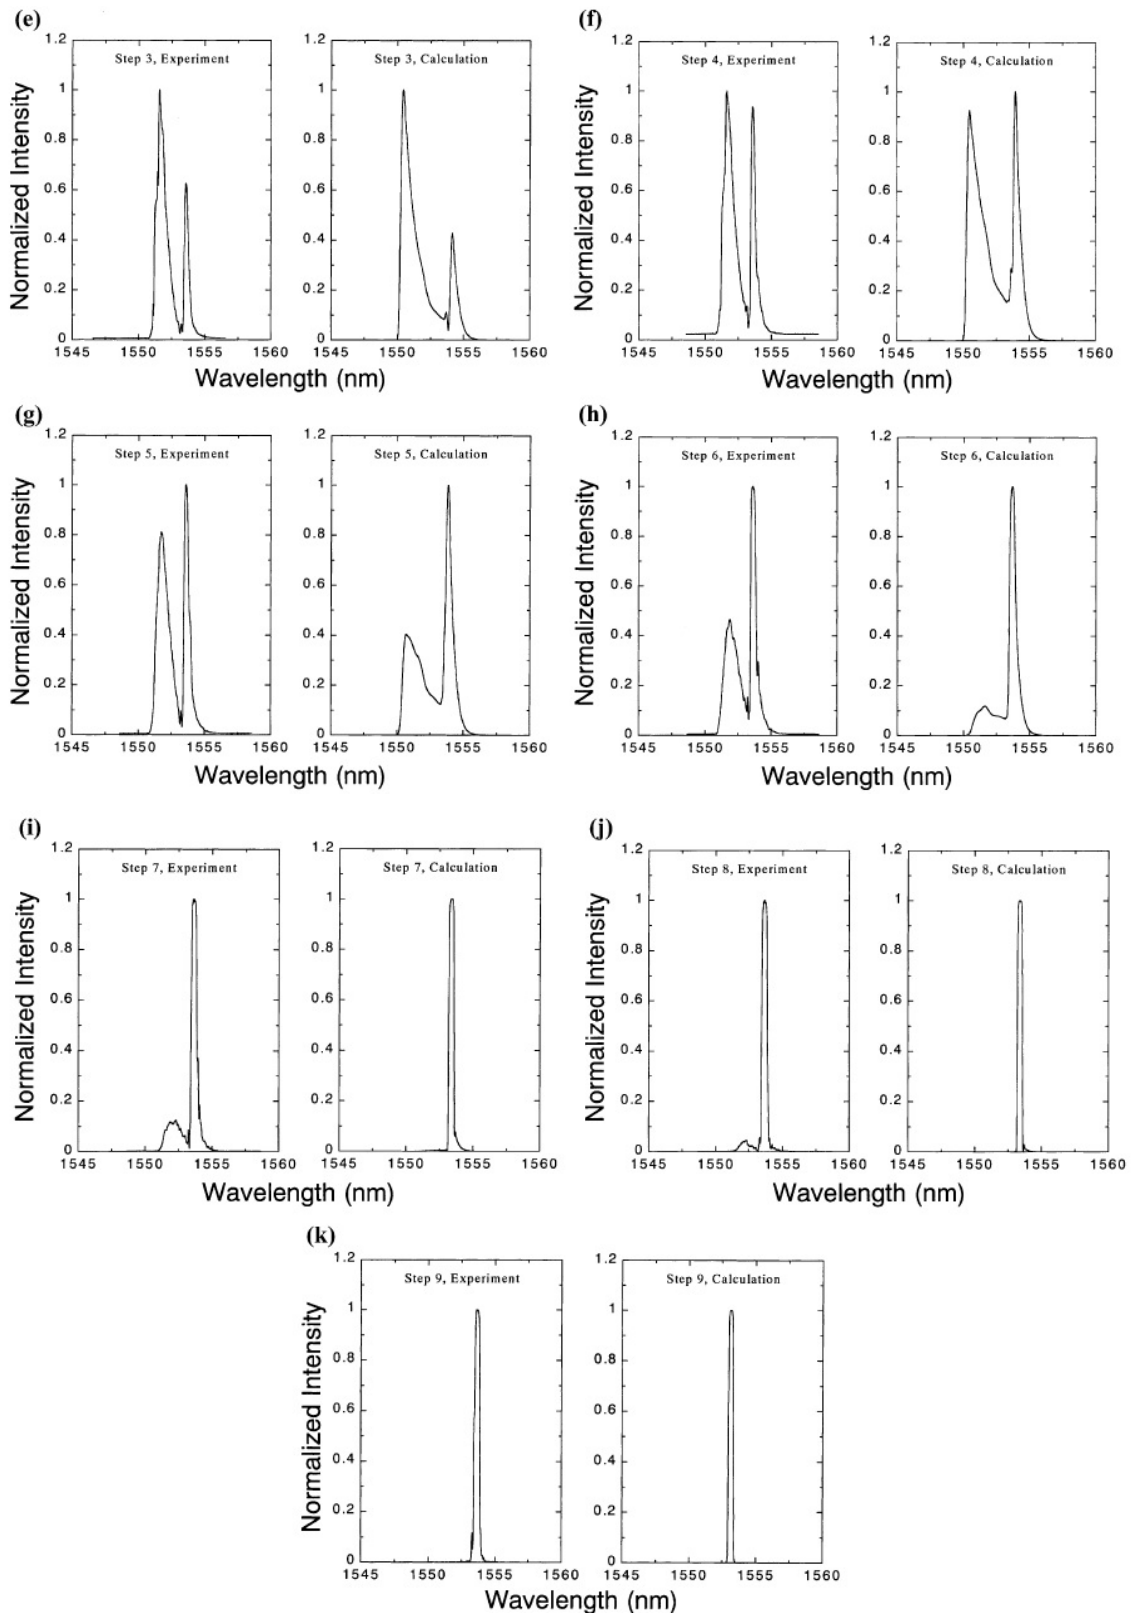 (e)
(f)
Step 3, Experiment
Step 3, Calculation
Step 4, Experiment
Step 4, Calculation
Normalized Intensity
1.2
1
0.8
0.6
0.4
0.2
0
1545 1550 1555 1560
1.2
1
0.8
0.6
0.4
0.2
0
1545 1550 1555 1560
Wavelength (nm)
Normalized Intensity
1.2
1
0.8
0.6
0.4
0.2
0
1545 1550 1555 1560
1.2
1
0.8
0.6
0.4
0.2
0
1545 1550 1555 1560
Wavelength (nm)
(g)
(h)
Step 5, Experiment
Step 5, Calculation
Step 6, Experiment
Step 6, Calculation
Normalized Intensity
1.2
1
0.8
0.6
0.4
0.2
0
1545 1550 1555 1560
1.2
1
0.8
0.6
0.4
0.2
0
1545 1550 1555 1560
Wavelength (nm)
Normalized Intensity
1.2
1
0.8
0.6
0.4
0.2
0
1545 1550 1555 1560
1.2
1
0.8
0.6
0.4
0.2
0
1545 1550 1555 1560
Wavelength (nm)
(i)
(j)
Step 7, Experiment
Step 7, Calculation
Step 8, Experiment
Step 8, Calculation
Normalized Intensity
1.2
1
0.8
0.6
0.4
0.2
0
1545 1550 1555 1560
1.2
1
0.8
0.6
0.4
0.2
0
1545 1550 1555 1560
Wavelength (nm)
Normalized Intensity
1.2
1
0.8
0.6
0.4
0.2
0
1545 1550 1555 1560
1.2
1
0.8
0.6
0.4
0.2
0
1545 1550 1555 1560
Wavelength (nm)
(k)
Step 9, Experiment
Step 9, Calculation
Normalized Intensity
1.2
1
0.8
0.6
0.4
0.2
0
1545 1550 1555 1560
1.2
1
0.8
0.6
0.4
0.2
0
1545 1550 1555 1560
Wavelength (nm)